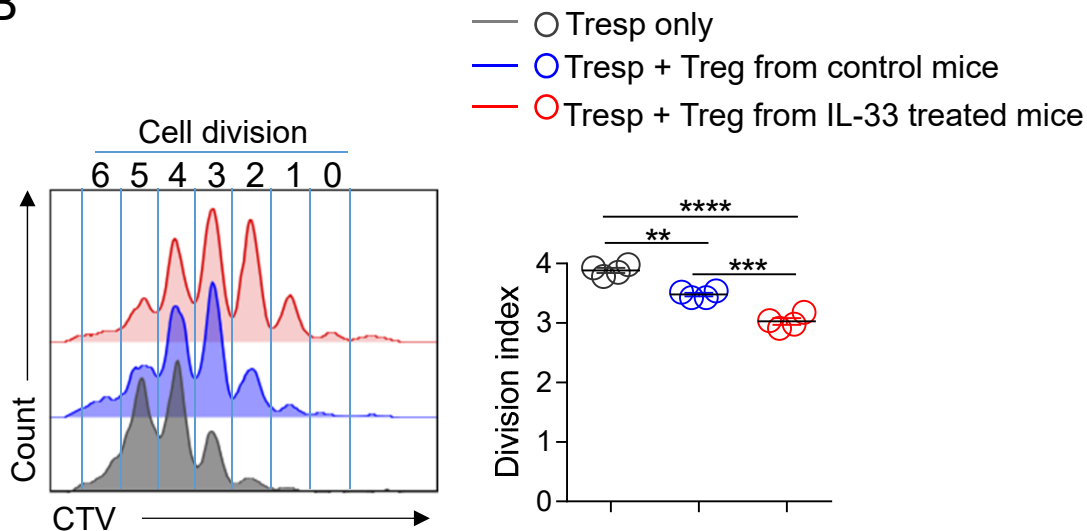 Tresp only
Tresp + Treg from control mice
Tresp + Treg from IL-33 treated mice
Cell division
6 5 4 3 2 1 0
Count
CTV
****
**
***
Division index
4
3
2
1
0